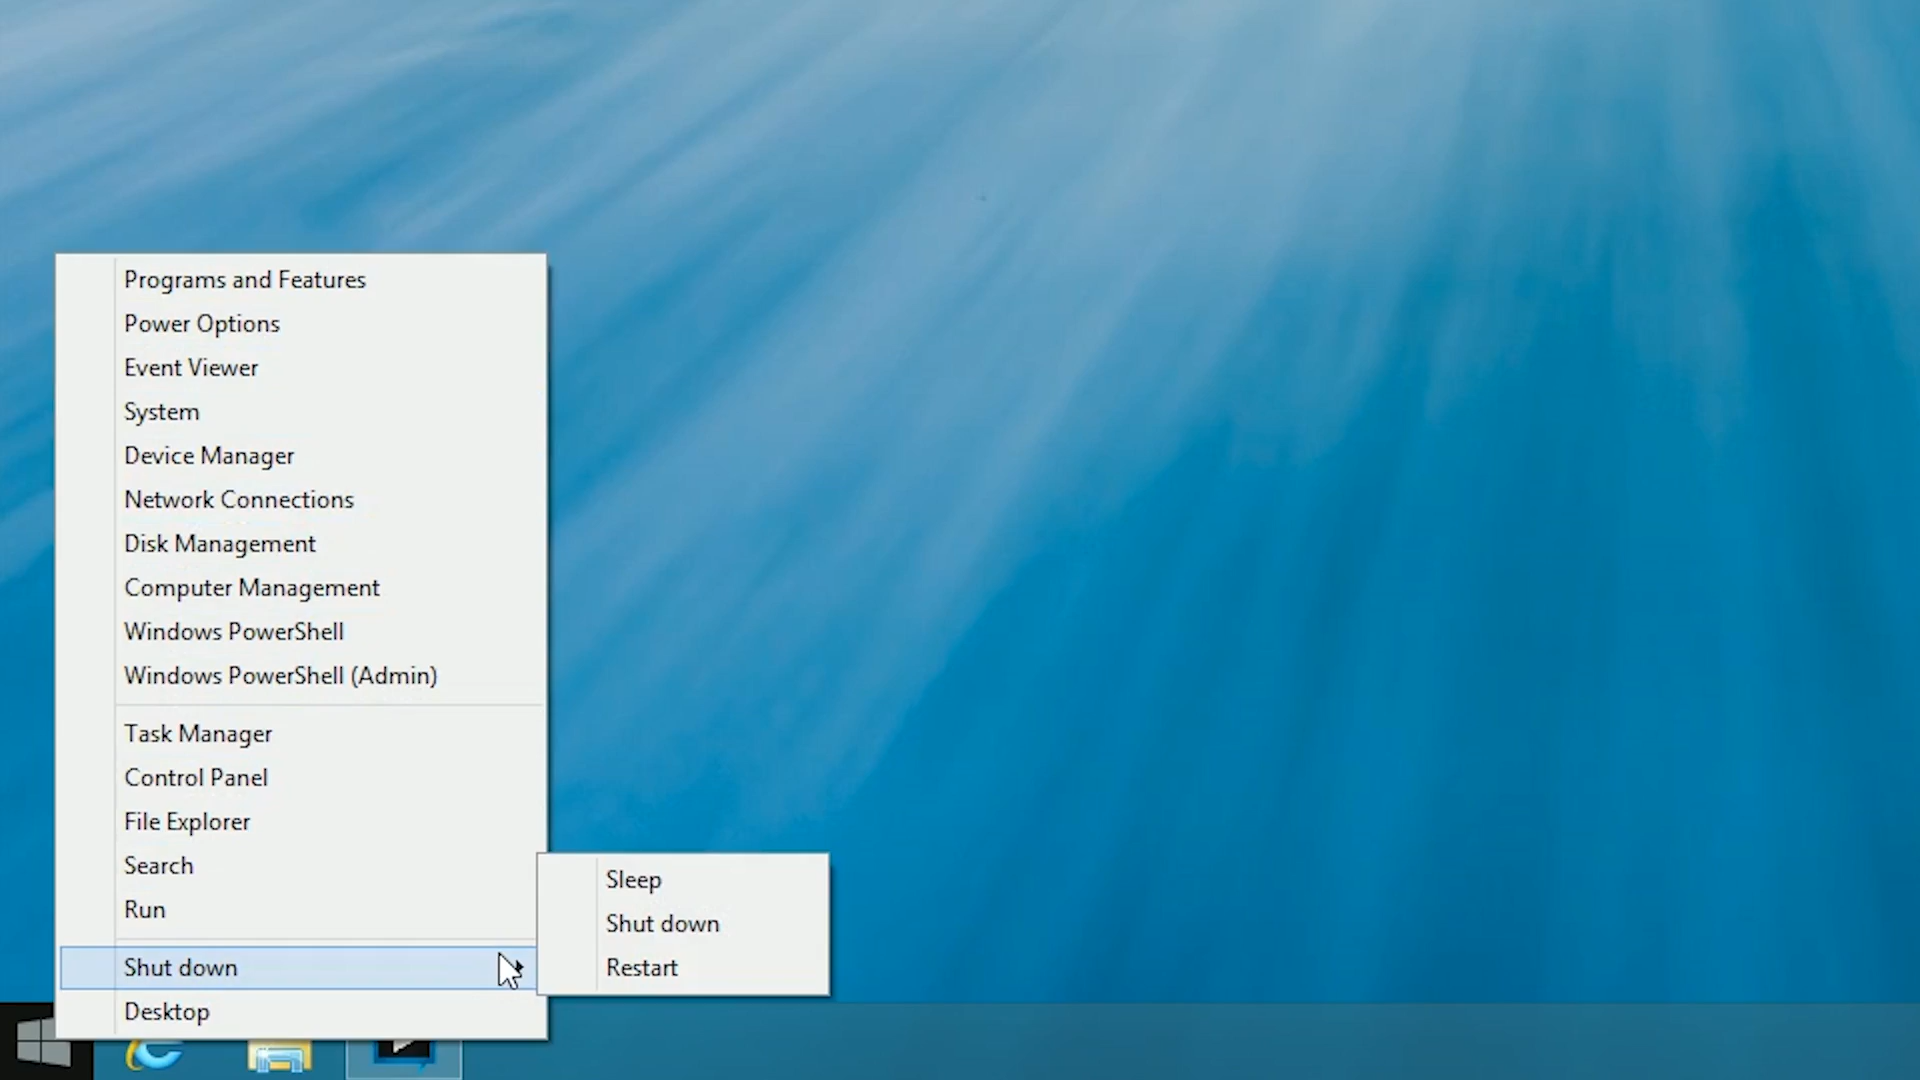 Programs and Features
Power Options
Event Viewer
System
Device Manager
Network Connections
Disk Management
Computer Management
Windows PowerShell
Windows PowerShell (Admin)
Task Manager
Control Panel
File Explorer
Search
Run
Shut down
Desktop
Sleep
Shut down
Restart